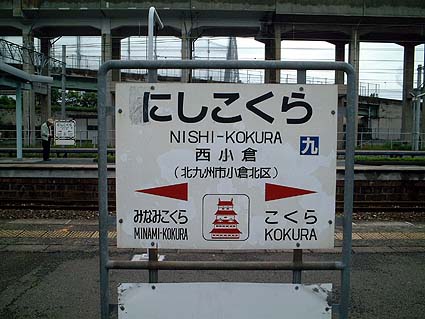 にしこくら
NISHI-KOKURA
西小倉
九
(北九州市小倉北区)
みなみこくら
MINAMI-KOKURA
こくら
KOKURA